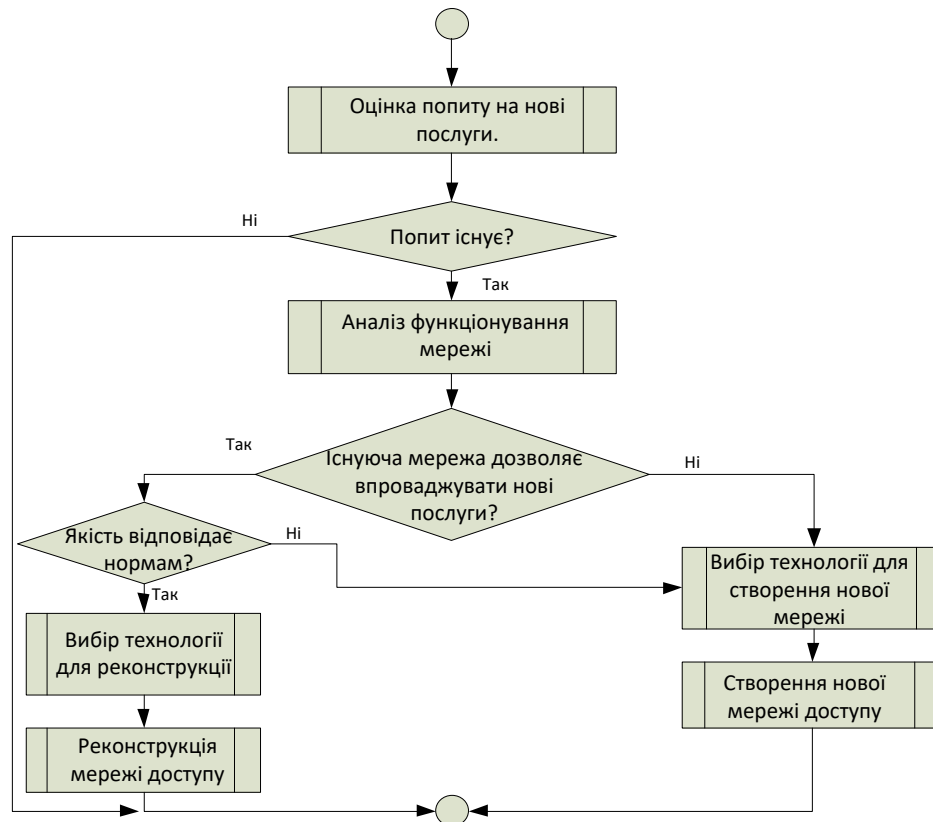 Оцінка попиту на нові
послуги.
Ні
Попит існує?
Так
Аналіз функціонування
мережі
Так
Існуюча мережа дозволяє
впроваджувати нові
послуги?
Ні
Якість відповідає
нормам?
Ні
Так
Вибір технології для
створення нової
мережі
Вибір технології
для реконструкції
Створення нової
мережі доступу
Реконструкція
мережі доступу